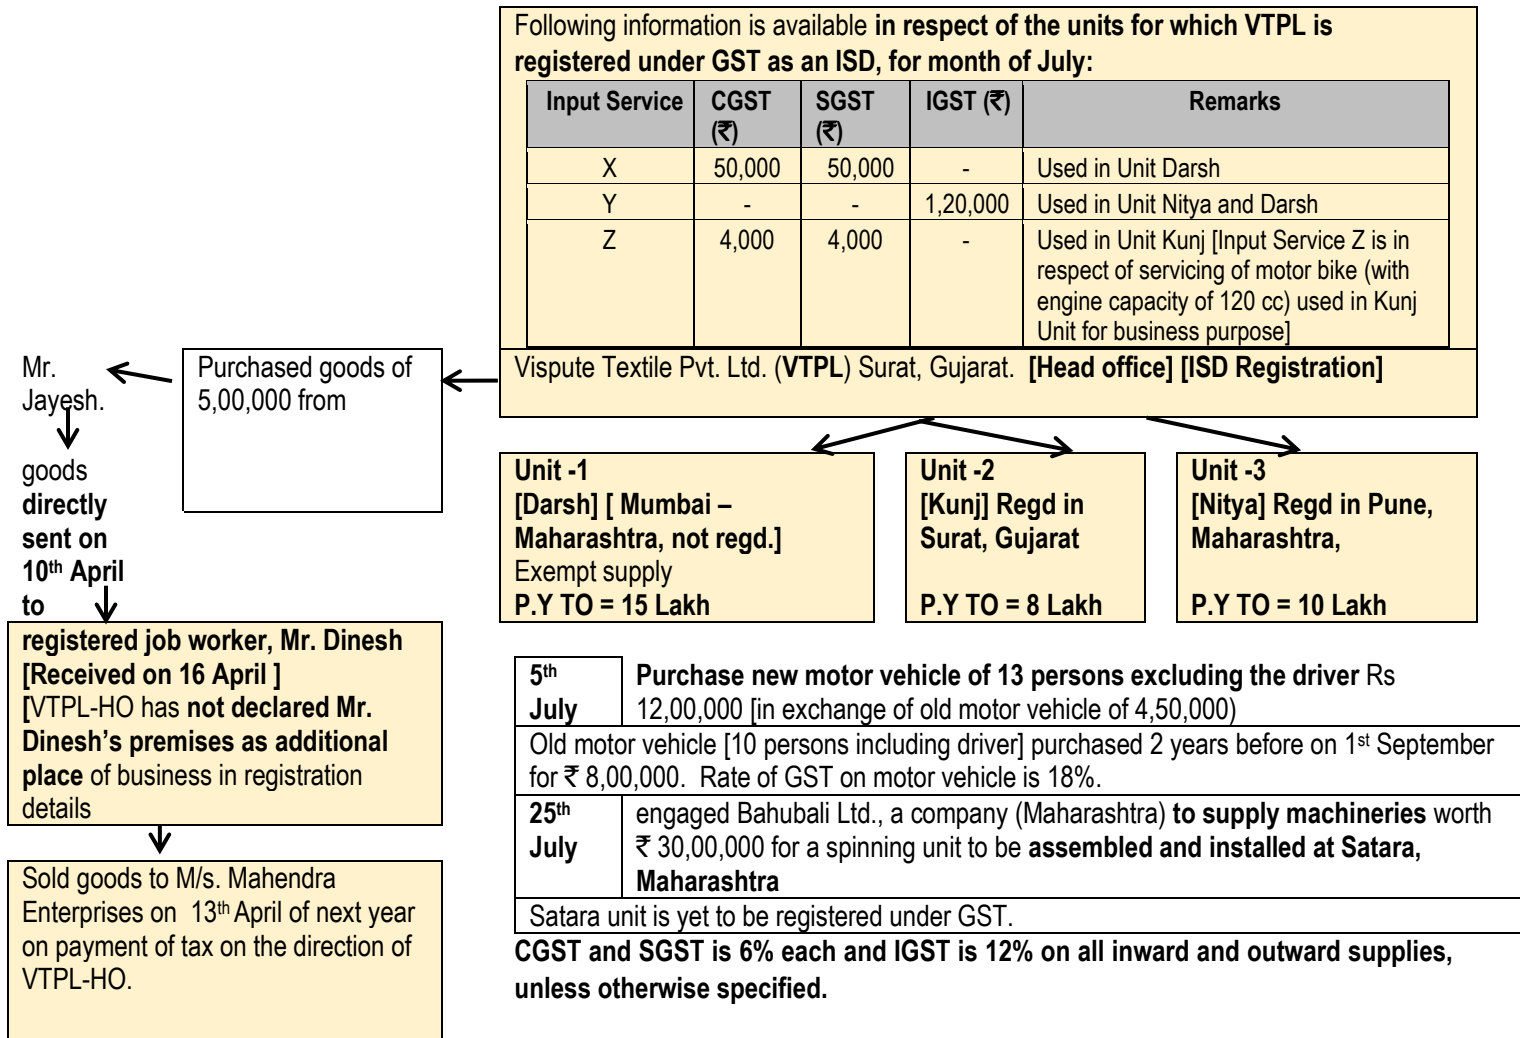 Following information is available in respect of the units for which VTPL is
registered under GST as an ISD, for month of July:
Input Service CGST (₹) SGST (₹) IGST (₹) Remarks
X 50,000 50,000 - Used in Unit Darsh
Y - - 1,20,000 Used in Unit Nitya and Darsh
Z 4,000 4,000 - Used in Unit Kunj [Input Service Z is in
respect of servicing of motor bike (with
engine capacity of 120 cc) used in Kunj
Unit for business purpose]
Vispute Textile Pvt. Ltd. (VTPL) Surat, Gujarat. [Head office] [ISD Registration]
Purchased goods of
5,00,000 from
Mr.
Jayesh.
goods
directly
sent on
10th April
to
registered job worker, Mr. Dinesh
[Received on 16 April ]
[VTPL-HO has not declared Mr.
Dinesh’s premises as additional
place of business in registration
details
Sold goods to M/s. Mahendra
Enterprises on 13th April of next year
on payment of tax on the direction of
VTPL-HO.
Unit -1
[Darsh] [ Mumbai –
Maharashtra, not regd.]
Exempt supply
P.Y TO = 15 Lakh
Unit -2
[Kunj] Regd in
Surat, Gujarat
P.Y TO = 8 Lakh
Unit -3
[Nitya] Regd in Pune,
Maharashtra,
P.Y TO = 10 Lakh
5th
July
Purchase new motor vehicle of 13 persons excluding the driver Rs
12,00,000 [in exchange of old motor vehicle of 4,50,000)
Old motor vehicle [10 persons including driver] purchased 2 years before on 1st September
for ₹ 8,00,000. Rate of GST on motor vehicle is 18%.
25th
July
engaged Bahubali Ltd., a company (Maharashtra) to supply machineries worth
₹ 30,00,000 for a spinning unit to be assembled and installed at Satara,
Maharashtra
Satara unit is yet to be registered under GST.
CGST and SGST is 6% each and IGST is 12% on all inward and outward supplies,
unless otherwise specified.